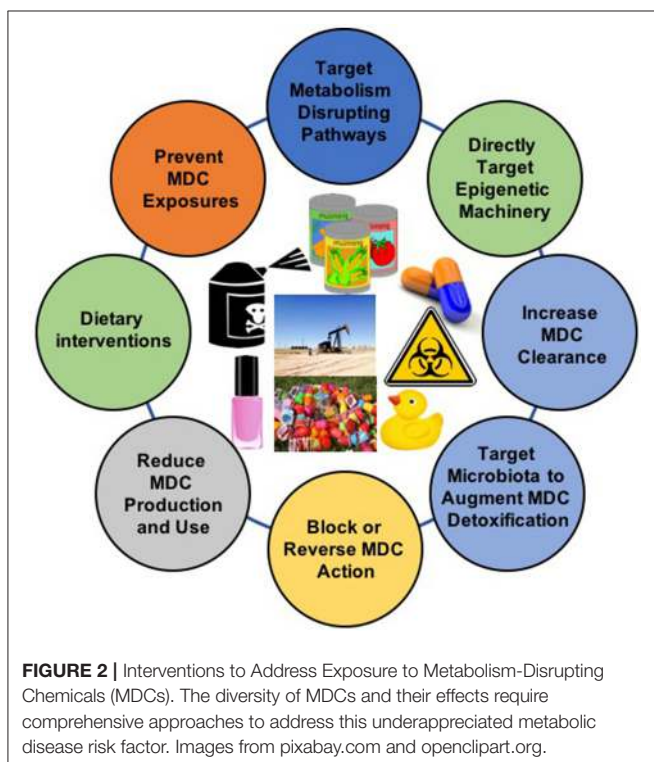 Target
Metabolism
Disrupting
Pathways
Directly
Target
Epigenetic
Machinery
Increase
MDC
Clearance
Target
Microbiota to
Augment MDC
Detoxification
Block or
Reverse MDC
Action
Reduce
MDC
Production
and Use
Dietary
interventions
Prevent
MDC
Exposures
FIGURE 2 | Interventions to Address Exposure to Metabolism-Disrupting
Chemicals (MDCs). The diversity of MDCs and their effects require
comprehensive approaches to address this underappreciated metabolic
disease risk factor. Images from pixabay.com and openclipart.org.